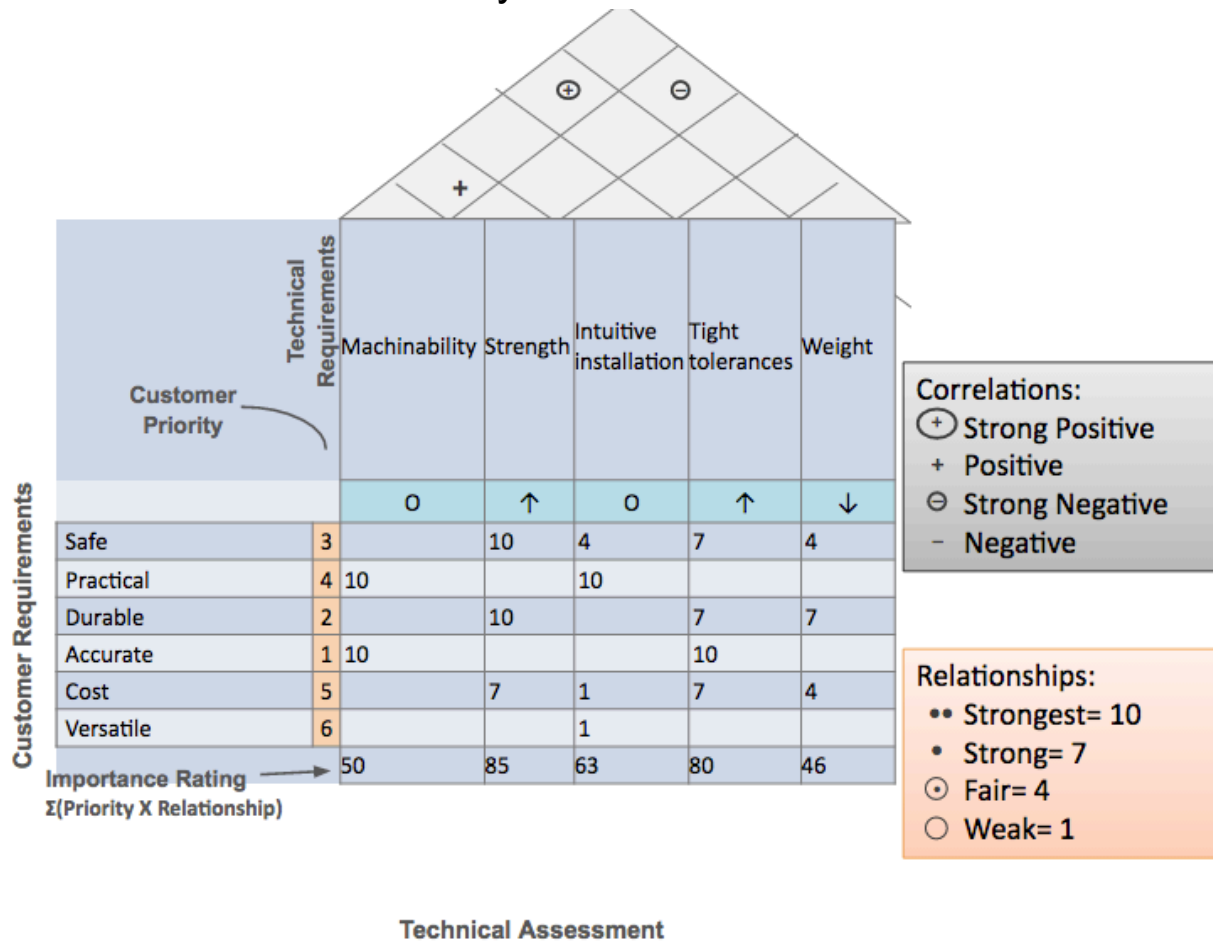 ⊕ ⊖
+
Technical
Requirements
Machinability Strength Intuitive installation Tight tolerances Weight
Customer
Priority
Correlations:
⊕ Strong Positive
+ Positive
⊖ Strong Negative
- Negative
Customer Requirements
O ↑ O ↑ ↓
Safe 3 10 4 7 4
Practical 4 10 10
Durable 2 10 7 7
Accurate 1 10 10
Cost 5 7 1 7 4
Versatile 6 1
Importance Rating 50 85 63 80 46
Σ(Priority X Relationship)
Relationships:
•• Strongest= 10
• Strong= 7
⊙ Fair= 4
○ Weak= 1
Technical Assessment